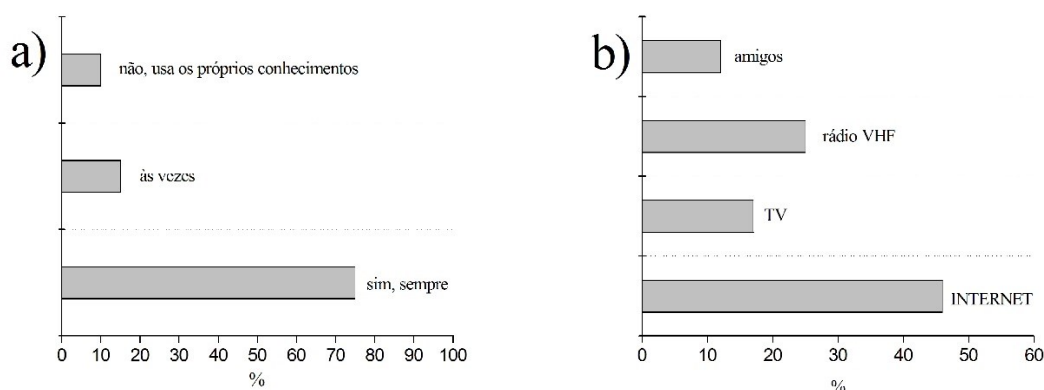 a)
não, usa os próprios conhecimentos
às vezes
sim, sempre
0 10 20 30 40 50 60 70 80 90 100
%
b)
amigos
rádio VHF
TV
INTERNET
0 10 20 30 40 50 60
%